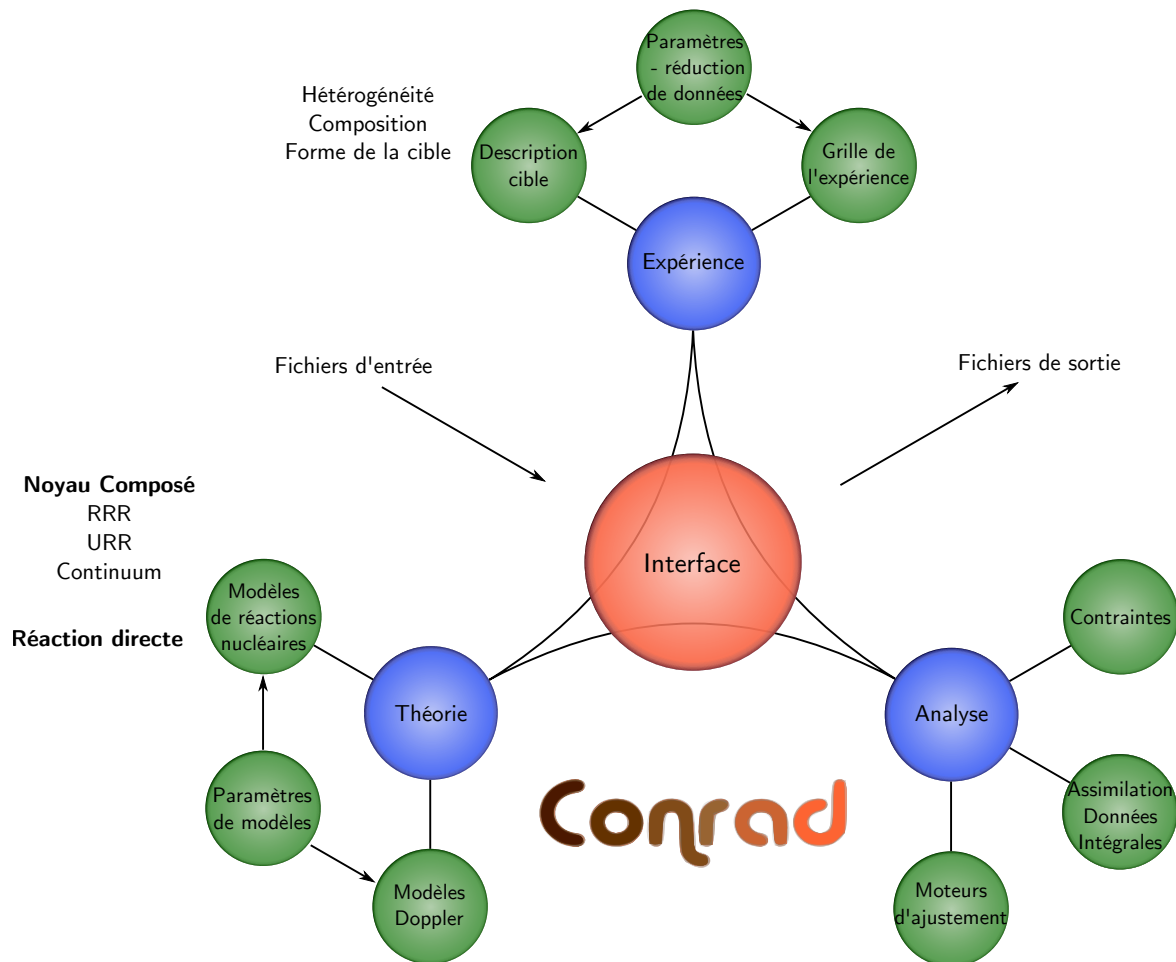 Paramètres
- réduction
de données
Hétérogénéité
Composition
Forme de la cible
Description
cible
Grille de
l'expérience
Expérience
Fichiers d'entrée
Fichiers de sortie
Noyau Composé
RRR
URR
Continuum
Réaction directe
Interface
Modèles
de réactions
nucléaires
Contraintes
Théorie
Analyse
Paramètres
de modèles
Assimilation
Données
Intégrales
Conrad
Modèles
Doppler
Moteurs
d'ajustement